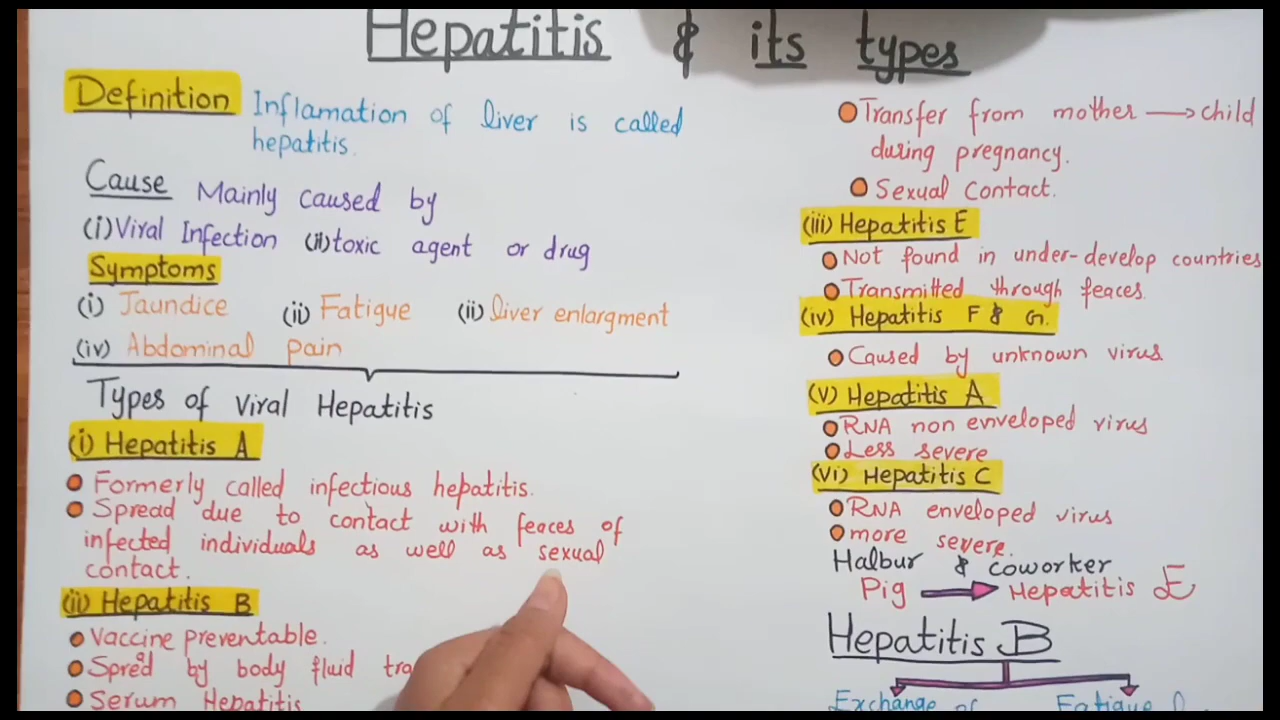 Hepatitis & its types
Definition Inflamation of liver is called
hepatitis.
Cause Mainly caused by
(i) Viral Infection (ii) toxic agent or drug
Symptoms
(i) Jaundice (ii) Fatigue (ii) liver enlargment
(iv) Abdominal pain
Types of Viral Hepatitis
(i) Hepatitis A
Formerly called infectious hepatitis.
Spread due to contact with feaces of
infected individuals as well as sexual
contact.
(ii) Hepatitis B
Vaccine preventable.
Spred by body fluid
Serum Hepatitis
Transfer from mother → child
during pregnancy.
Sexual Contact.
(iii) Hepatitis E
Not found in under-develop countries
Transmitted through feaces.
(iv) Hepatitis F & G.
Caused by unknown virus
(v) Hepatitis A
RNA non enveloped virus
Less severe
(vi) Hepatitis C
RNA enveloped virus
more severe.
Halbur & coworker
Pig → Hepatitis E
Hepatitis B
Exchange of Fatigue